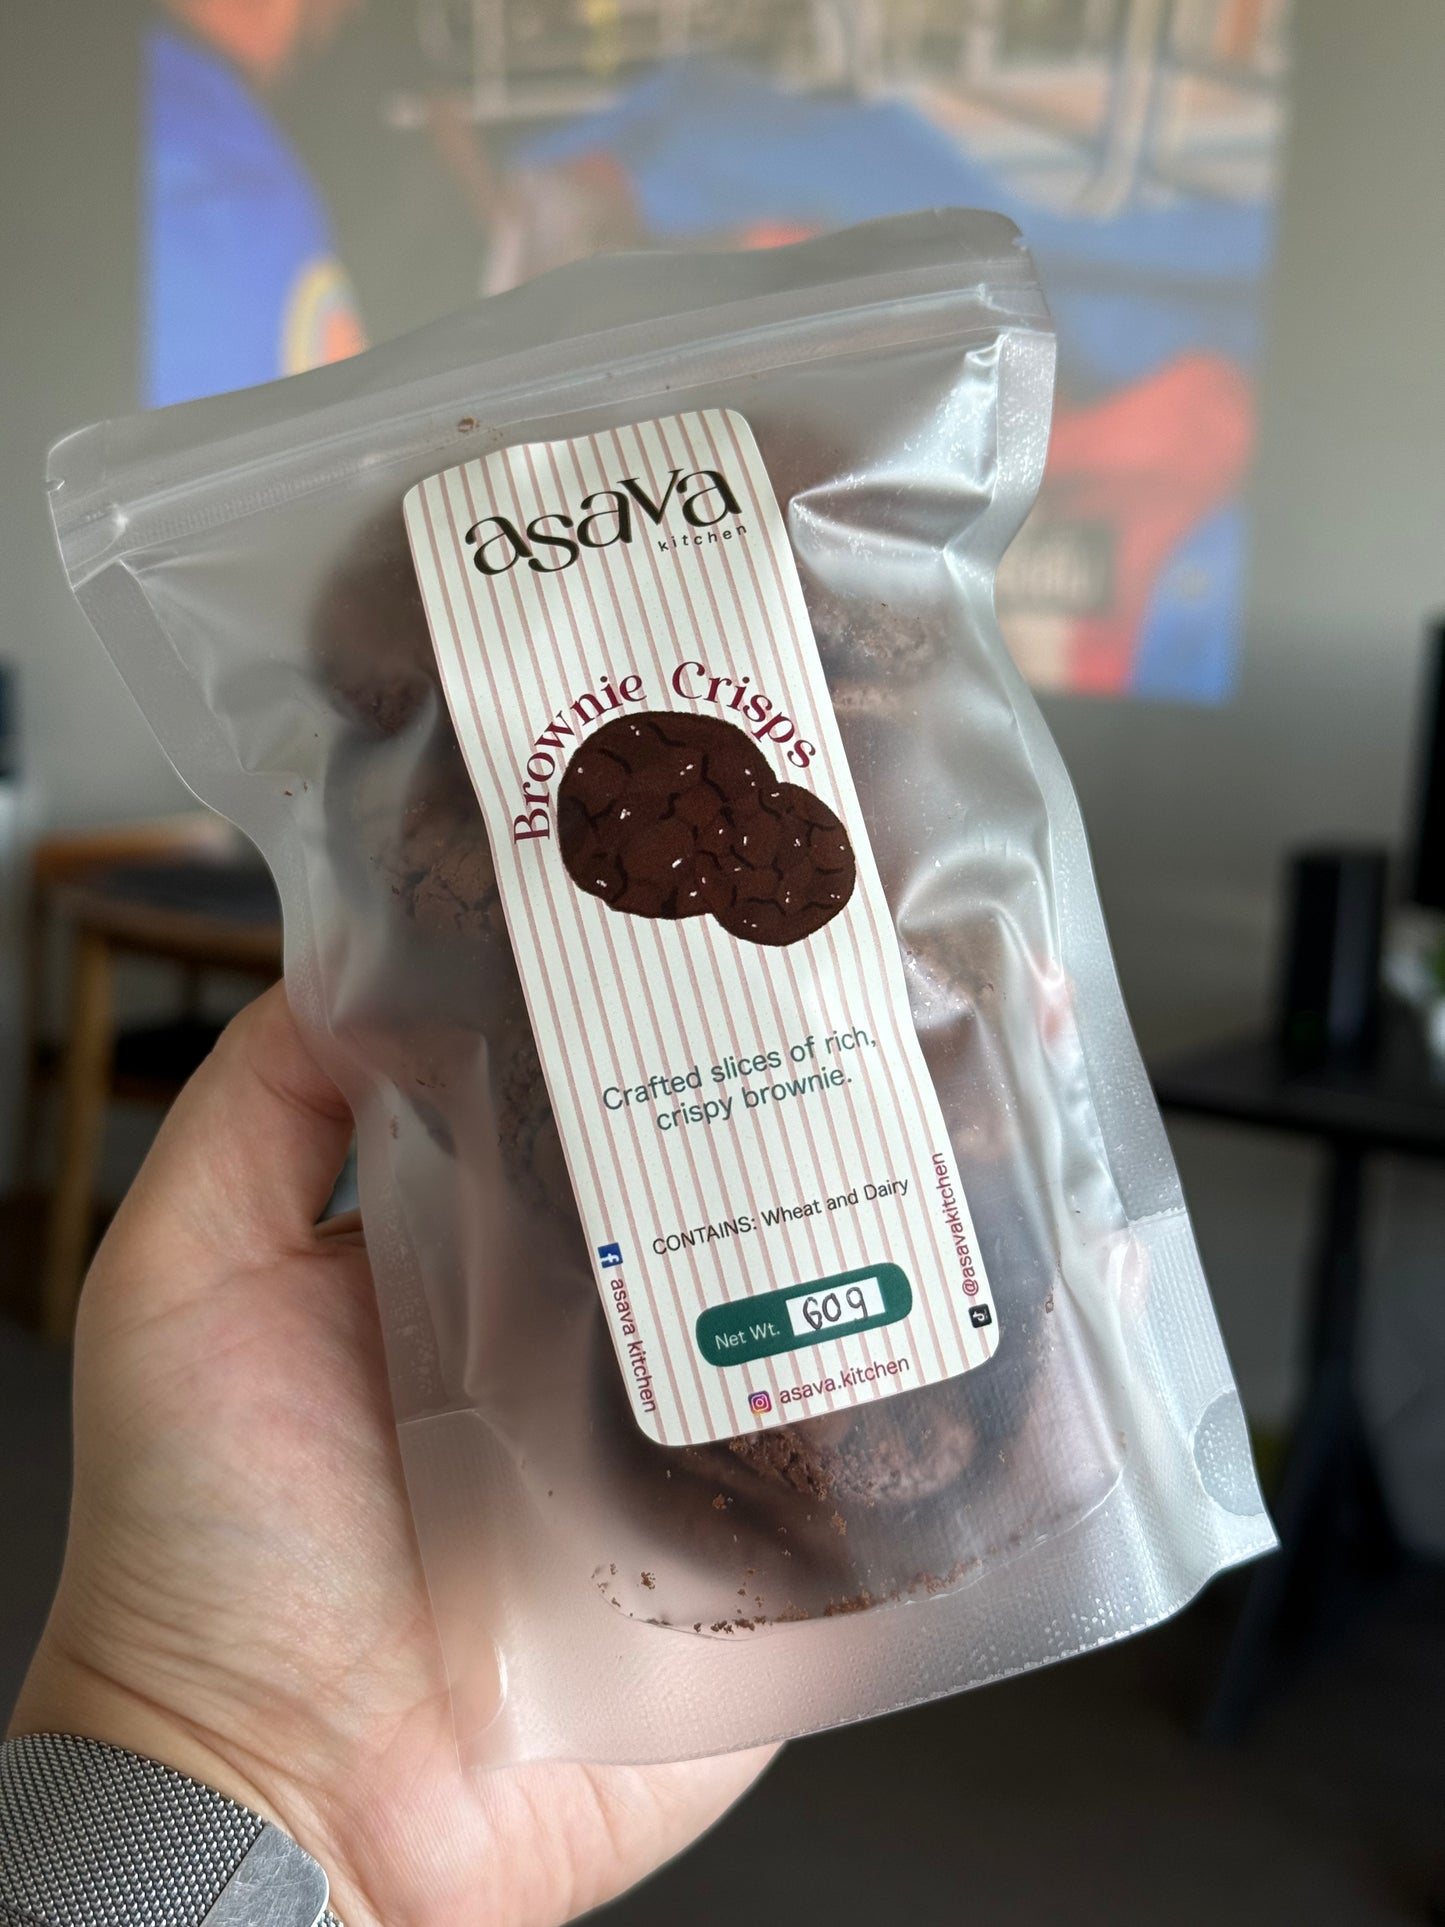 asava
kitchen
Brownie Crisps
Crafted slices of rich,
crispy brownie.
CONTAINS: Wheat and Dairy
Net Wt. 60g
asava kitchen
asava.kitchen
@asavakitchen